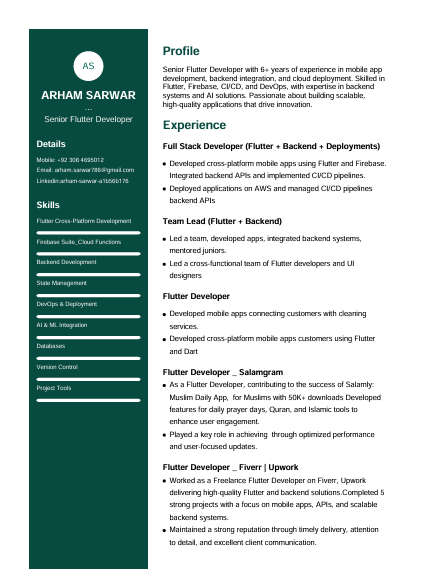 AS
ARHAM SARWAR
...
Senior Flutter Developer
Details
Mobile: +92 308 4695012
Email: arham-sarwar786@gmail.com
Linkedin:arham-sarwar-a1b56b176
Skills
Flutter Cross-Platform Development
Firebase Suite_Cloud Functions
Backend Development
State Management
DevOps & Deployment
AI & ML Integration
Databases
Version Control
Project Tools
Profile
Senior Flutter Developer with 6+ years of experience in mobile app
development, backend integration, and cloud deployment. Skilled in
Flutter, Firebase, CI/CD, and DevOps, with expertise in backend
systems and AI solutions. Passionate about building scalable,
high-quality applications that drive innovation.
Experience
Full Stack Developer (Flutter + Backend + Deployments)
• Developed cross-platform mobile apps using Flutter and Firebase.
Integrated backend APIs and implemented CI/CD pipelines.
• Deployed applications on AWS and managed CI/CD pipelines
backend APIs
Team Lead (Flutter + Backend)
• Led a team, developed apps, integrated backend systems,
mentored juniors.
• Led a cross-functional team of Flutter developers and UI
designers
Flutter Developer
• Developed mobile apps connecting customers with cleaning
services.
• Developed cross-platform mobile apps customers using Flutter
and Dart
Flutter Developer _ Salamgram
• As a Flutter Developer, contributing to the success of Salamly:
Muslim Daily App, for Muslims with 50K+ downloads Developed
features for daily prayer days, Quran, and Islamic tools to
enhance user engagement.
• Played a key role in achieving through optimized performance
and user-focused updates.
Flutter Developer _ Fiverr | Upwork
• Worked as a Freelance Flutter Developer on Fiverr, Upwork
delivering high-quality Flutter and backend solutions.Completed 5
strong projects with a focus on mobile apps, APIs, and scalable
backend systems.
• Maintained a strong reputation through timely delivery, attention
to detail, and excellent client communication.